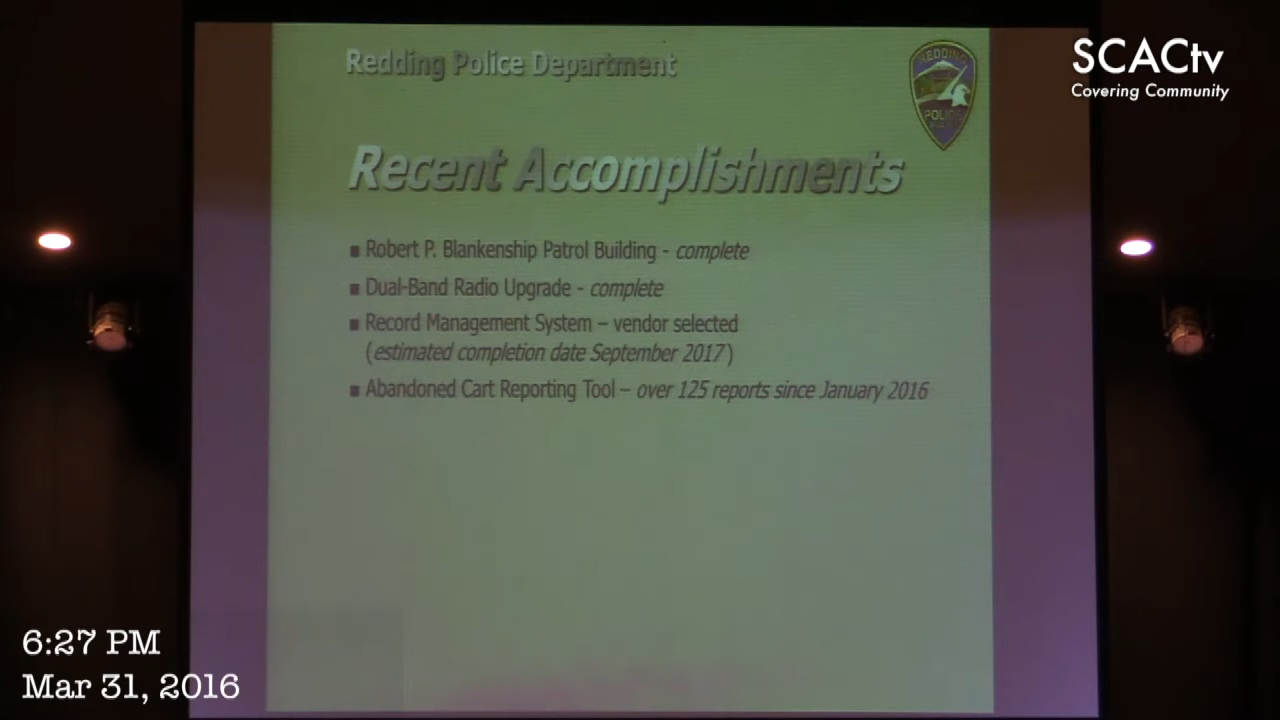 Redding Police Department
REDDING
POLICE
SCACtv
Covering Community
Recent Accomplishments
■ Robert P. Blankenship Patrol Building - complete
■ Dual-Band Radio Upgrade - complete
■ Record Management System – vendor selected
(estimated completion date September 2017)
■ Abandoned Cart Reporting Tool – over 125 reports since January 2016
6:27 PM
Mar 31, 2016